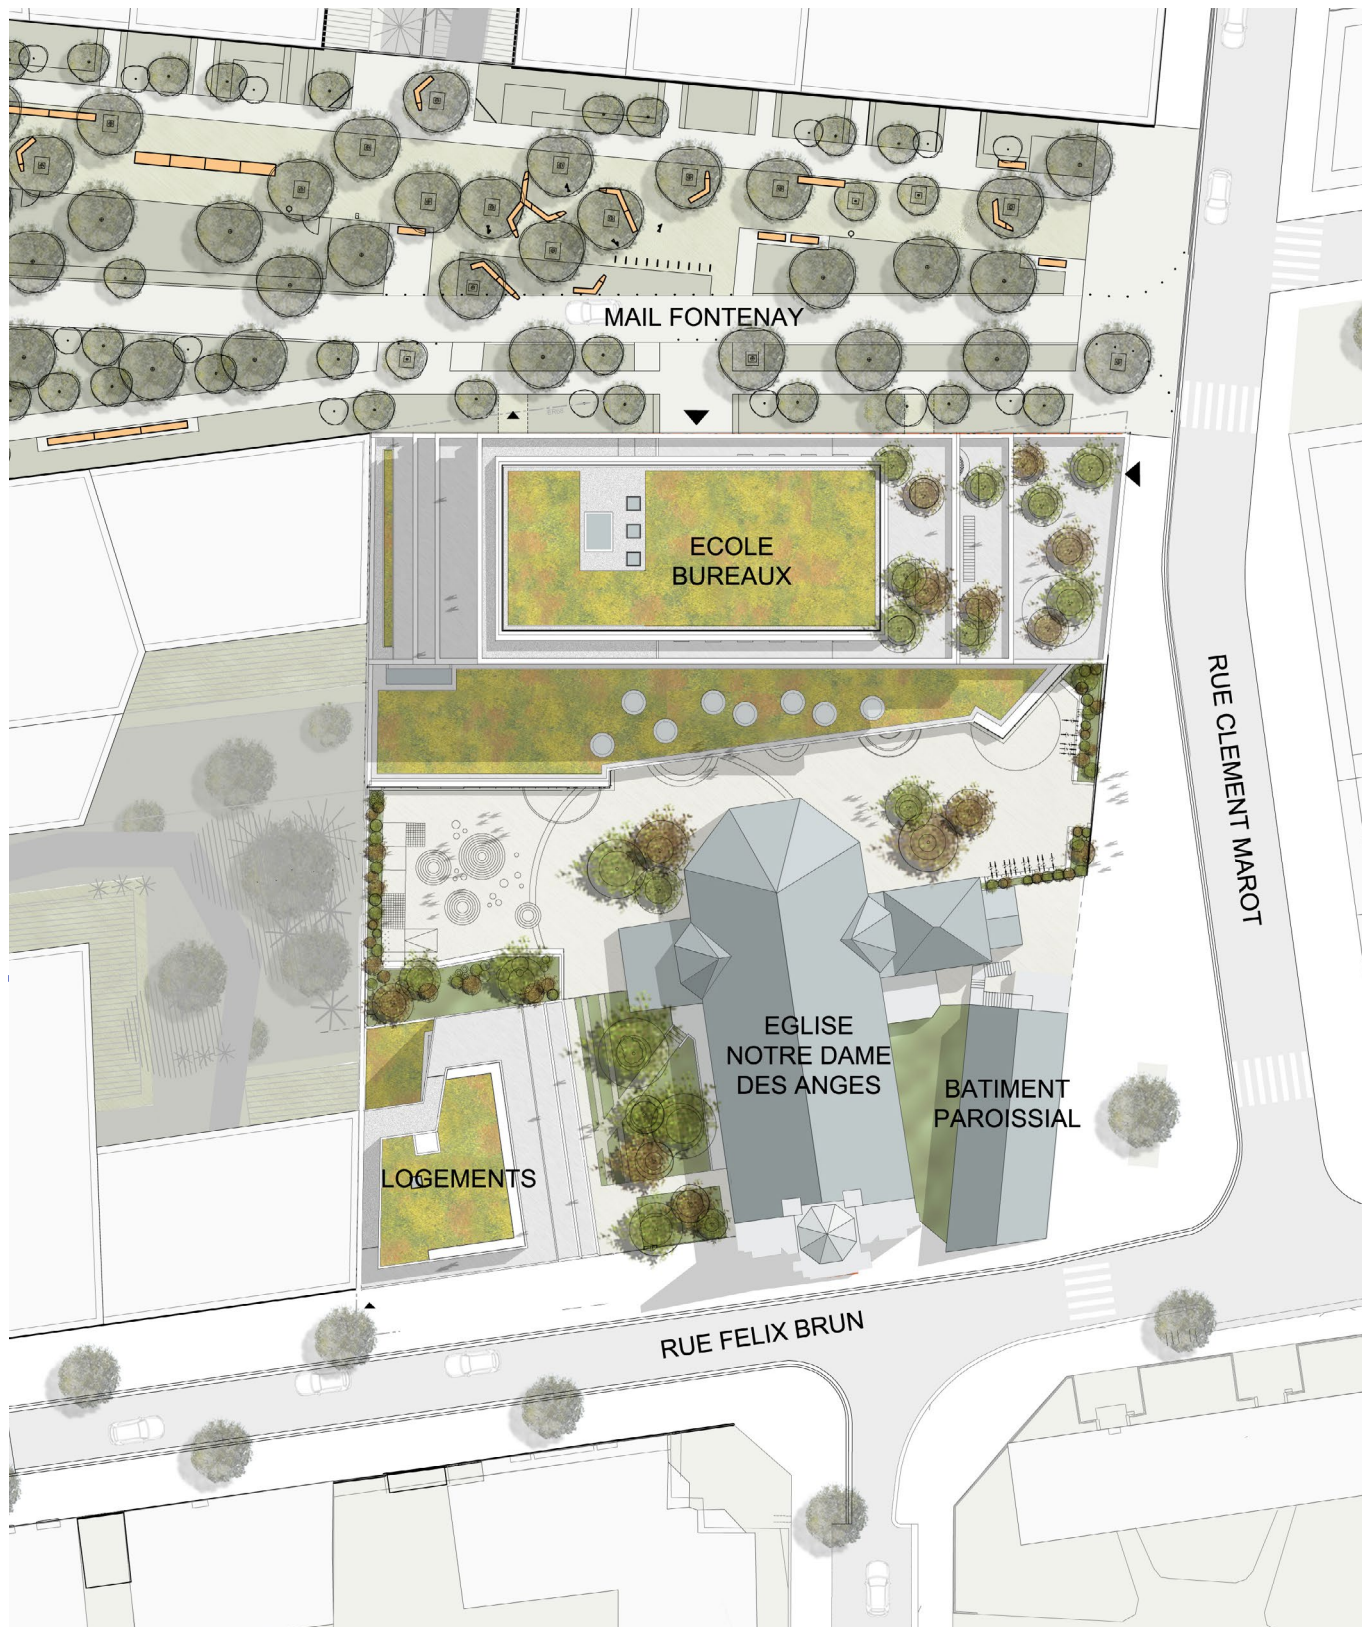 MAIL FONTENAY
ECOLE
BUREAUX
RUE CLEMENT MAROT
EGLISE
NOTRE DAME
DES ANGES
BATIMENT
PAROISSIAL
LOGEMENTS
RUE FELIX BRUN